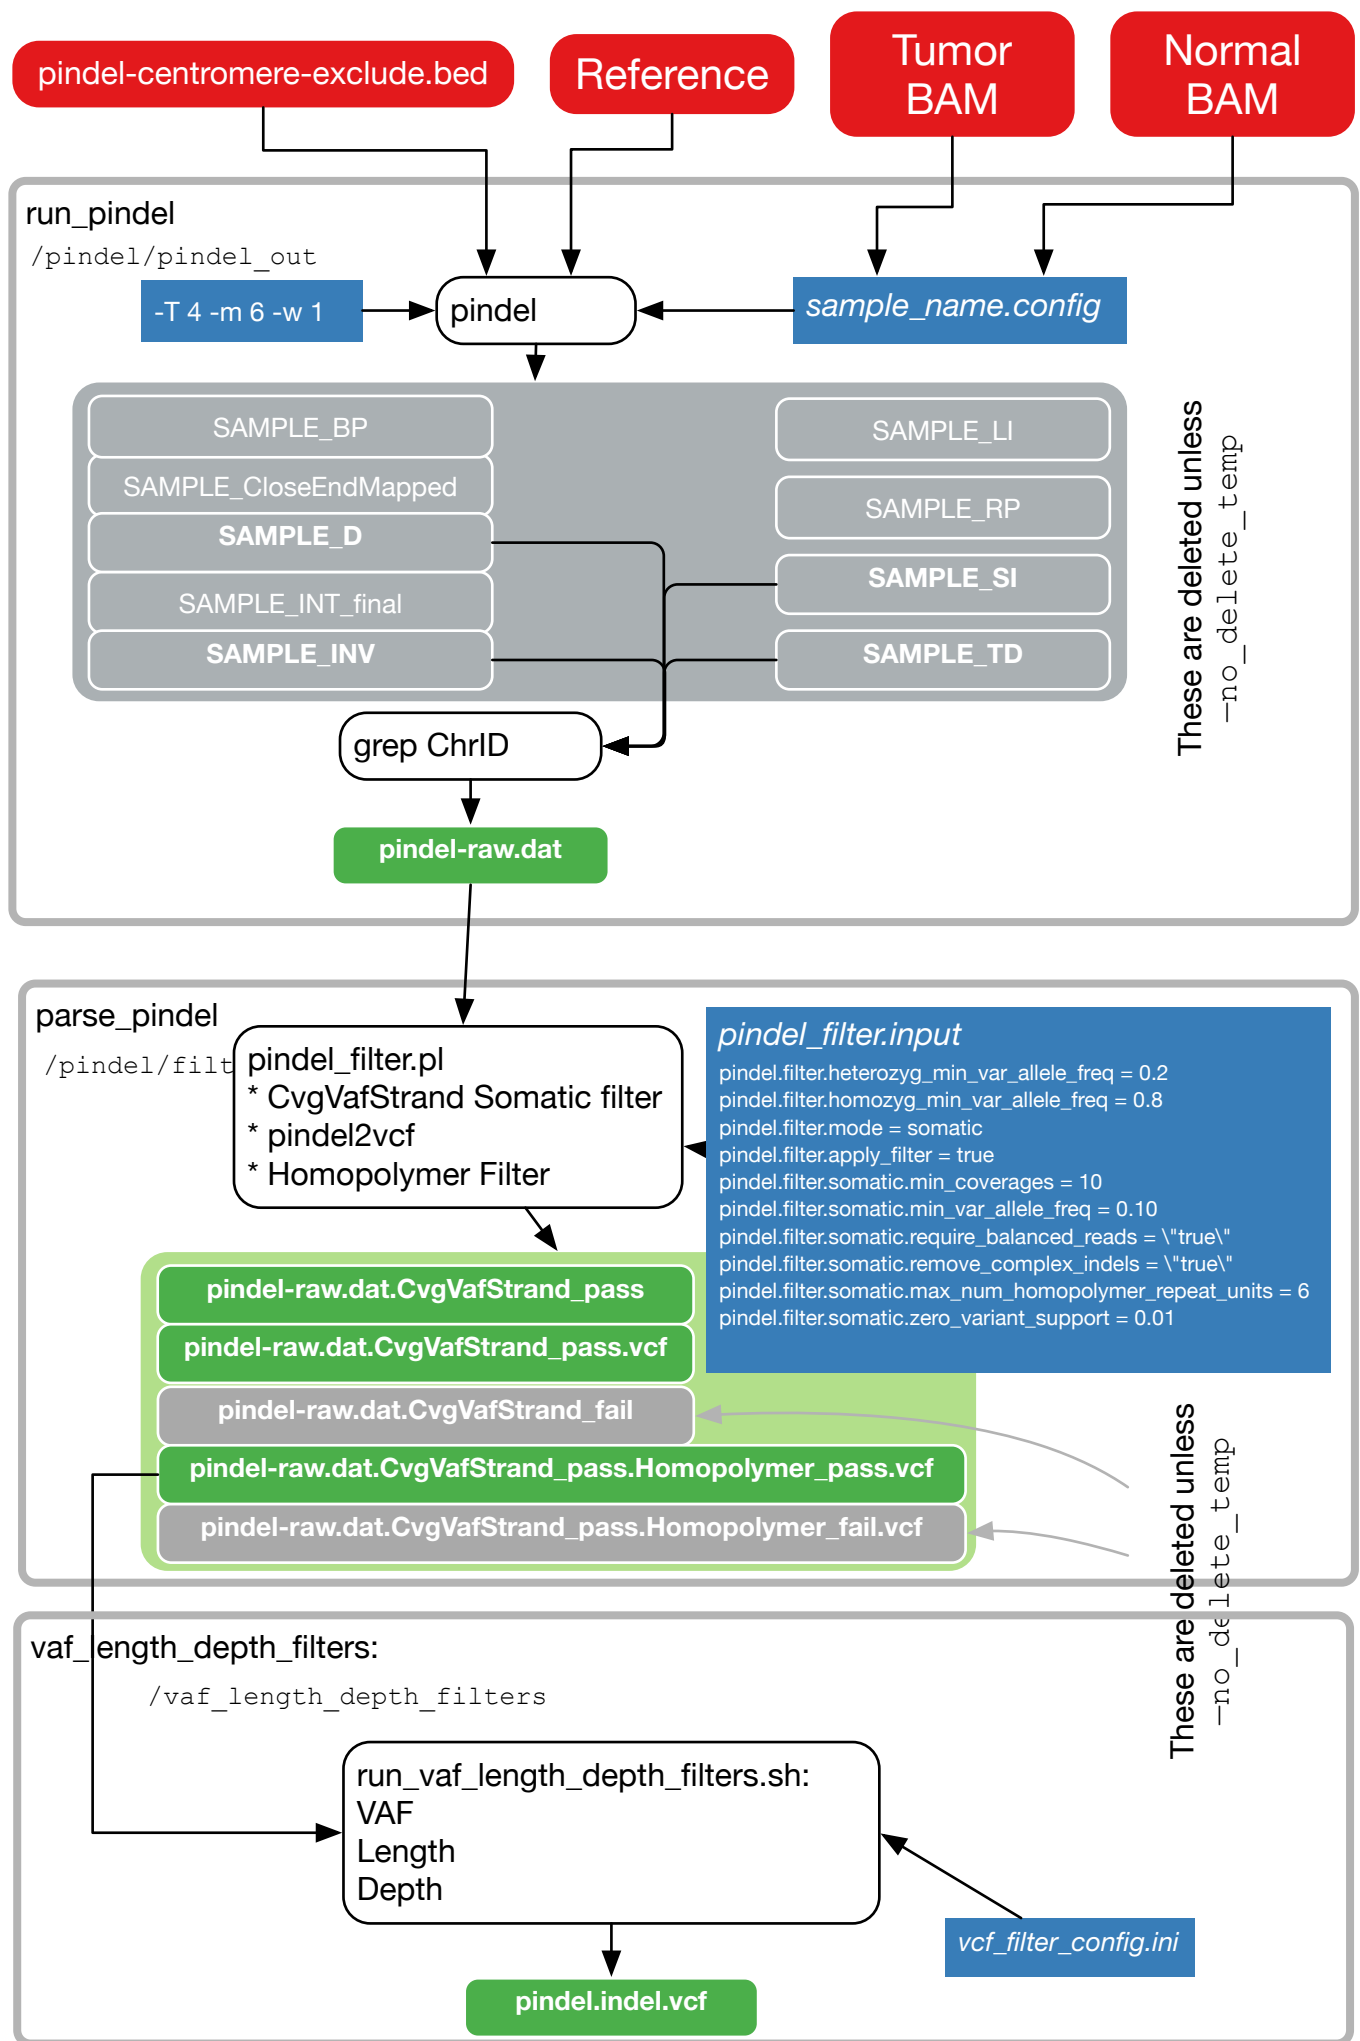 pindel-centromere-exclude.bed
Reference
Tumor
BAM
Normal
BAM
run_pindel
/pindel/pindel_out
-T 4 -m 6 -w 1
pindel
sample_name.config
SAMPLE_BP
SAMPLE_CloseEndMapped
SAMPLE_D
SAMPLE_INT_final
SAMPLE_INV
SAMPLE_LI
SAMPLE_RP
SAMPLE_SI
SAMPLE_TD
These are deleted unless
—no_delete_temp
grep ChrID
pindel-raw.dat
parse_pindel
/pindel/filt
pindel_filter.pl
* CvgVafStrand Somatic filter
* pindel2vcf
* Homopolymer Filter
pindel_filter.input
pindel.filter.heterozyg_min_var_allele_freq = 0.2
pindel.filter.homozyg_min_var_allele_freq = 0.8
pindel.filter.mode = somatic
pindel.filter.apply_filter = true
pindel.filter.somatic.min_coverages = 10
pindel.filter.somatic.min_var_allele_freq = 0.10
pindel.filter.somatic.require_balanced_reads = \"true\"
pindel.filter.somatic.remove_complex_indels = \"true\"
pindel.filter.somatic.max_num_homopolymer_repeat_units = 6
pindel.filter.somatic.zero_variant_support = 0.01
pindel-raw.dat.CvgVafStrand_pass
pindel-raw.dat.CvgVafStrand_pass.vcf
pindel-raw.dat.CvgVafStrand_fail
pindel-raw.dat.CvgVafStrand_pass.Homopolymer_pass.vcf
pindel-raw.dat.CvgVafStrand_pass.Homopolymer_fail.vcf
These are deleted unless
—no_delete_temp
vaf_length_depth_filters:
/vaf_length_depth_filters
run_vaf_length_depth_filters.sh:
VAF
Length
Depth
vcf_filter_config.ini
pindel.indel.vcf